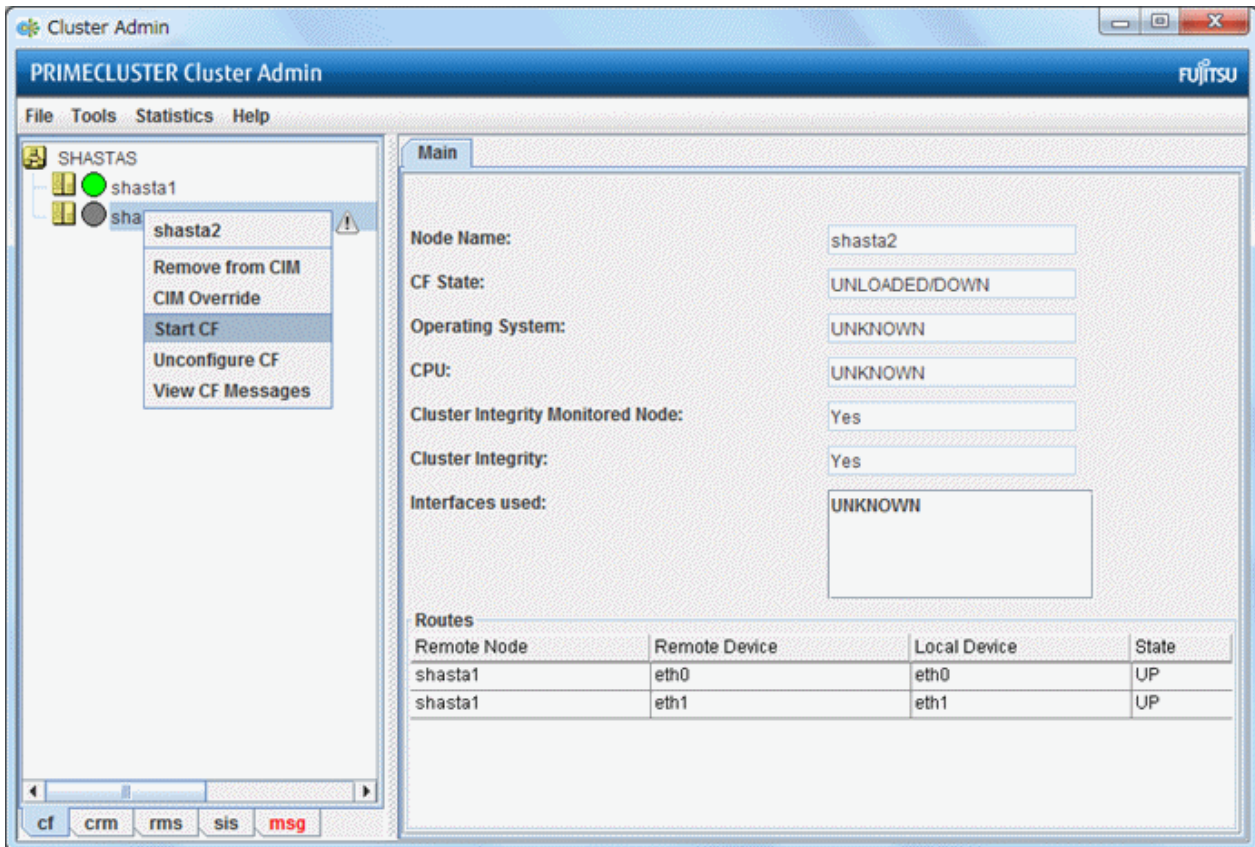 Cluster Admin
PRIMECLUSTER Cluster Admin
FUJITSU
File Tools Statistics Help
SHASTAS
shasta1
sha
shasta2
Remove from CIM
CIM Override
Start CF
Unconfigure CF
View CF Messages
cf crm rms sis msg
Main
Node Name: shasta2
CF State: UNLOADED/DOWN
Operating System: UNKNOWN
CPU: UNKNOWN
Cluster Integrity Monitored Node: Yes
Cluster Integrity: Yes
Interfaces used: UNKNOWN
Routes
Remote Node Remote Device Local Device State
shasta1 eth0 eth0 UP
shasta1 eth1 eth1 UP